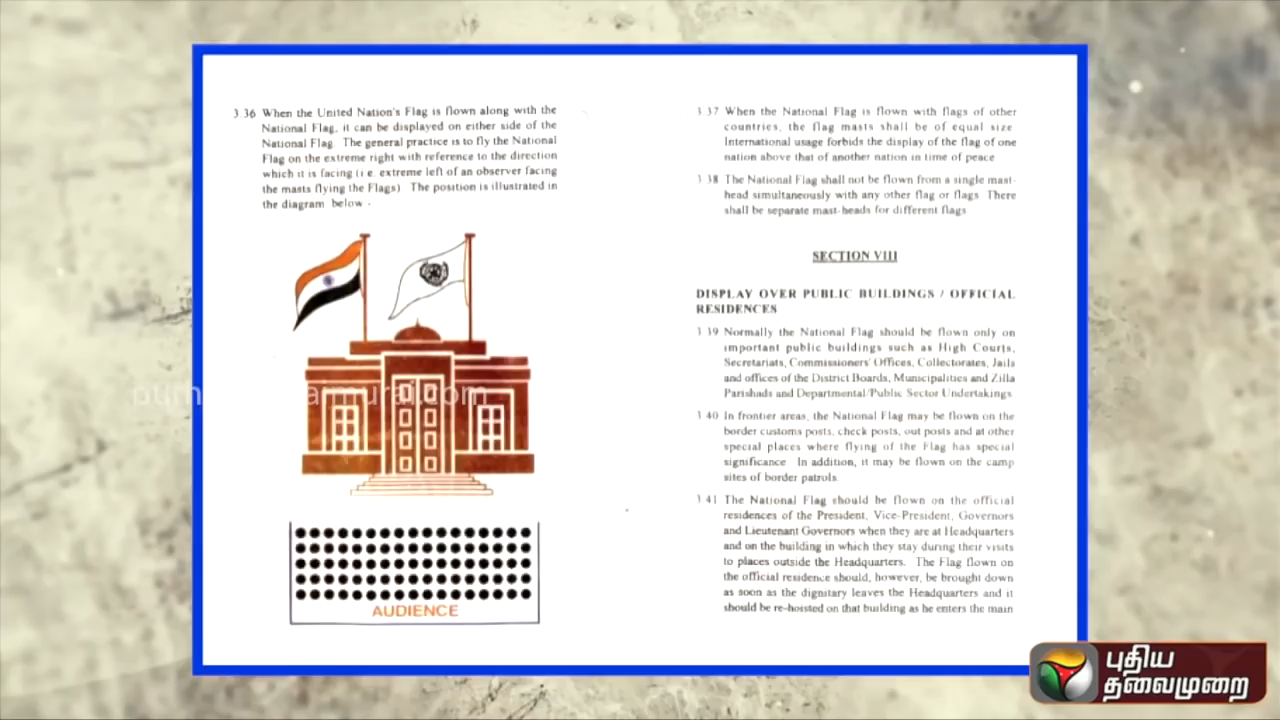 3.36 When the United Nation's Flag is flown along with the
National Flag, it can be displayed on either side of the
National Flag. The general practice is to fly the National
Flag on the extreme right with reference to the direction
which it is facing (i.e. extreme left of an observer facing
the masts flying the Flags). The position is illustrated in
the diagram below -
AUDIENCE
3.37 When the National Flag is flown with flags of other
countries, the flag masts shall be of equal size
International usage forbids the display of the flag of one
nation above that of another nation in time of peace
3.38 The National Flag shall not be flown from a single mast-
head simultaneously with any other flag or flags There
shall be separate mast-heads for different flags
SECTION VIII
DISPLAY OVER PUBLIC BUILDINGS / OFFICIAL
RESIDENCES
3.39 Normally the National Flag should be flown only on
important public buildings such as High Courts,
Secretariats, Commissioners' Offices, Collectorates, Jails
and offices of the District Boards, Municipalities and Zilla
Parishads and Departmental/Public Sector Undertakings
3.40 In frontier areas, the National Flag may be flown on the
border customs posts, check posts, out posts and at other
special places where flying of the Flag has special
significance In addition, it may be flown on the camp
sites of border patrols
3.41 The National Flag should be flown on the official
residences of the President, Vice-President, Governors
and Lieutenant Governors when they are at Headquarters
and on the building in which they stay during their visits
to places outside the Headquarters. The Flag flown on
the official residence should, however, be brought down
as soon as the dignitary leaves the Headquarters and it
should be re-hoisted on that building as he enters the main
புதிய
தலைமுறை